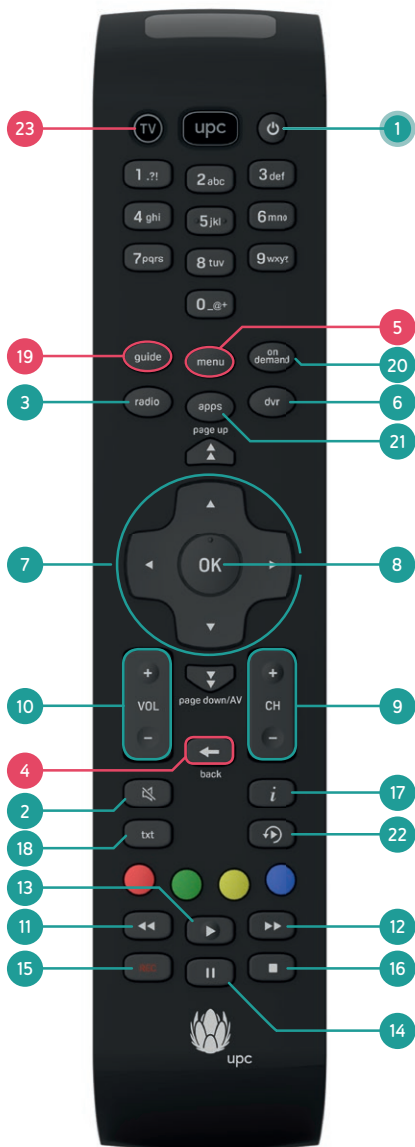 23 TV upc 1
1 .?! 2 abc 3 def
4 ghi 5 jkl 6 mno
7 pqrs 8 tuv 9 wxyz
0 _@+
5
19 guide menu on demand 20
3 radio apps dvr 6
page up 21
7 OK 8
+ +
10 VOL page down/AV CH 9
- -
4 back
2 i 17
18 txt 22
13
11 12
15 REC 16
14
upc